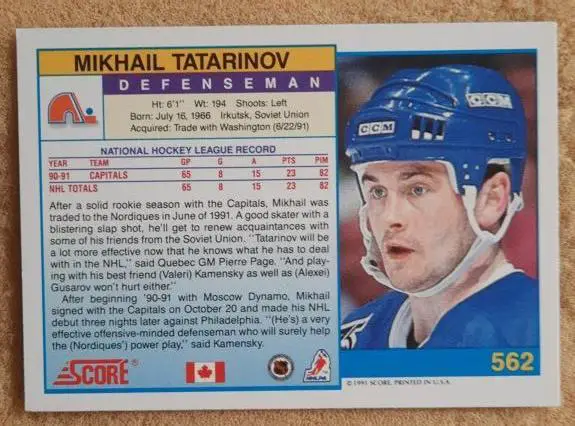 MIKHAIL TATARINOV
DEFENSEMAN
Ht: 6'1" Wt: 194 Shoots: Left
Born: July 16, 1966 Irkutsk, Soviet Union
Acquired: Trade with Washington (6/22/91)
NATIONAL HOCKEY LEAGUE RECORD
YEAR TEAM GP G A PTS PIM
90-91 CAPITALS 65 8 15 23 82
NHL TOTALS 65 8 15 23 82
After a solid rookie season with the Capitals, Mikhail was
traded to the Nordiques in June of 1991. A good skater with a
blistering slap shot, he'll get to renew acquaintances with
some of his friends from the Soviet Union. "Tatarinov will be
a lot more effective now that he knows what he has to deal
with in the NHL," said Quebec GM Pierre Page. "And play-
ing with his best friend (Valeri) Kamensky as well as (Alexei)
Gusarov won't hurt either."
After beginning '90-91 with Moscow Dynamo, Mikhail
signed with the Capitals on October 20 and made his NHL
debut three nights later against Philadelphia. "(He's) a very
effective offensive-minded defenseman who will surely help
the (Nordiques') power play," said Kamensky.
SCORE®
NHLPA
CCM
CCM
562
© 1991 SCORE, PRINTED IN U.S.A.